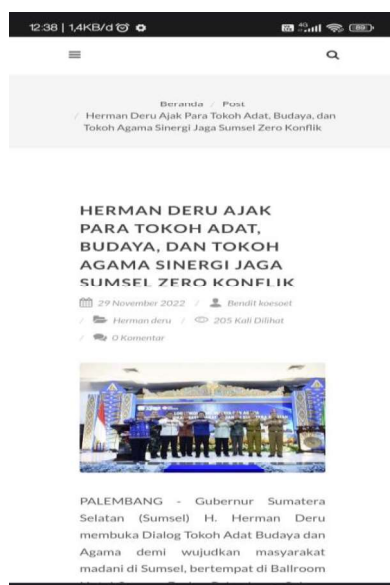 12:38 | 1,4KB/d
4G
80
Beranda / Post
/ Herman Deru Ajak Para Tokoh Adat, Budaya, dan
Tokoh Agama Sinergi Jaga Sumsel Zero Konflik
HERMAN DERU AJAK
PARA TOKOH ADAT,
BUDAYA, DAN TOKOH
AGAMA SINERGI JAGA
SUMSEL ZERO KONFLIK
29 November 2022 / Bendit koesoet
/ Herman deru / 205 Kali Dilihat
/ 0 Komentar
PALEMBANG - Gubernur Sumatera
Selatan (Sumsel) H. Herman Deru
membuka Dialog Tokoh Adat Budaya dan
Agama demi wujudkan masyarakat
madani di Sumsel, bertempat di Ballroom